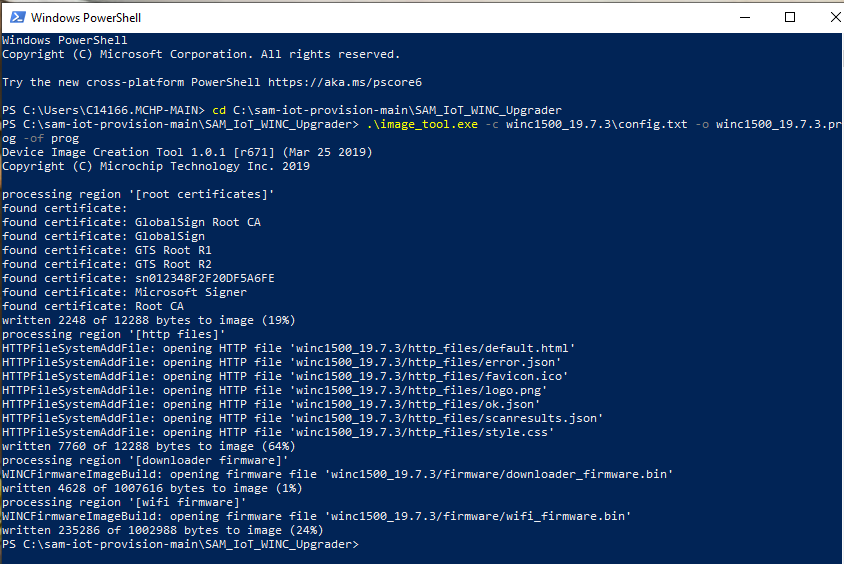 Windows PowerShell
Windows PowerShell
Copyright (C) Microsoft Corporation. All rights reserved.
Try the new cross-platform PowerShell https://aka.ms/pscore6
PS C:\Users\C14166.MCHP-MAIN> cd C:\sam-iot-provision-main\SAM_IoT_WINC_Upgrader
PS C:\sam-iot-provision-main\SAM_IoT_WINC_Upgrader> .\image_tool.exe -c winc1500_19.7.3\config.txt -o winc1500_19.7.3.pr
og -of prog
Device Image Creation Tool 1.0.1 [r671] (Mar 25 2019)
Copyright (C) Microchip Technology Inc. 2019
processing region '[root certificates]'
found certificate:
found certificate: GlobalSign Root CA
found certificate: GlobalSign
found certificate: GTS Root R1
found certificate: GTS Root R2
found certificate: sn012348F2F20DF5A6FE
found certificate: Microsoft Signer
found certificate: Root CA
written 2248 of 12288 bytes to image (19%)
processing region '[http files]'
HTTPFileSystemAddFile: opening HTTP file 'winc1500_19.7.3/http_files/default.html'
HTTPFileSystemAddFile: opening HTTP file 'winc1500_19.7.3/http_files/error.json'
HTTPFileSystemAddFile: opening HTTP file 'winc1500_19.7.3/http_files/favicon.ico'
HTTPFileSystemAddFile: opening HTTP file 'winc1500_19.7.3/http_files/logo.png'
HTTPFileSystemAddFile: opening HTTP file 'winc1500_19.7.3/http_files/ok.json'
HTTPFileSystemAddFile: opening HTTP file 'winc1500_19.7.3/http_files/scanresults.json'
HTTPFileSystemAddFile: opening HTTP file 'winc1500_19.7.3/http_files/style.css'
written 7760 of 12288 bytes to image (64%)
processing region '[downloader firmware]'
WINCFirmwareImageBuild: opening firmware file 'winc1500_19.7.3/firmware/downloader_firmware.bin'
written 4628 of 1007616 bytes to image (1%)
processing region '[wifi firmware]'
WINCFirmwareImageBuild: opening firmware file 'winc1500_19.7.3/firmware/wifi_firmware.bin'
written 235286 of 1002988 bytes to image (24%)
PS C:\sam-iot-provision-main\SAM_IoT_WINC_Upgrader>